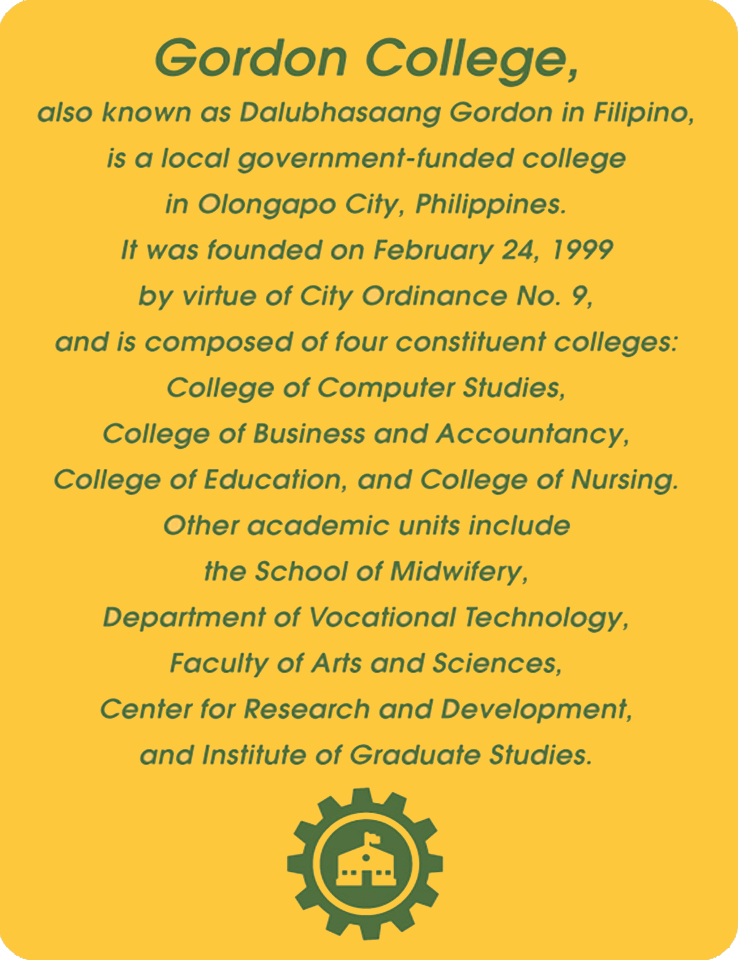 Gordon College,
also known as Dalubhasaang Gordon in Filipino,
is a local government-funded college
in Olongapo City, Philippines.
It was founded on February 24, 1999
by virtue of City Ordinance No. 9,
and is composed of four constituent colleges:
College of Computer Studies,
College of Business and Accountancy,
College of Education, and College of Nursing.
Other academic units include
the School of Midwifery,
Department of Vocational Technology,
Faculty of Arts and Sciences,
Center for Research and Development,
and Institute of Graduate Studies.